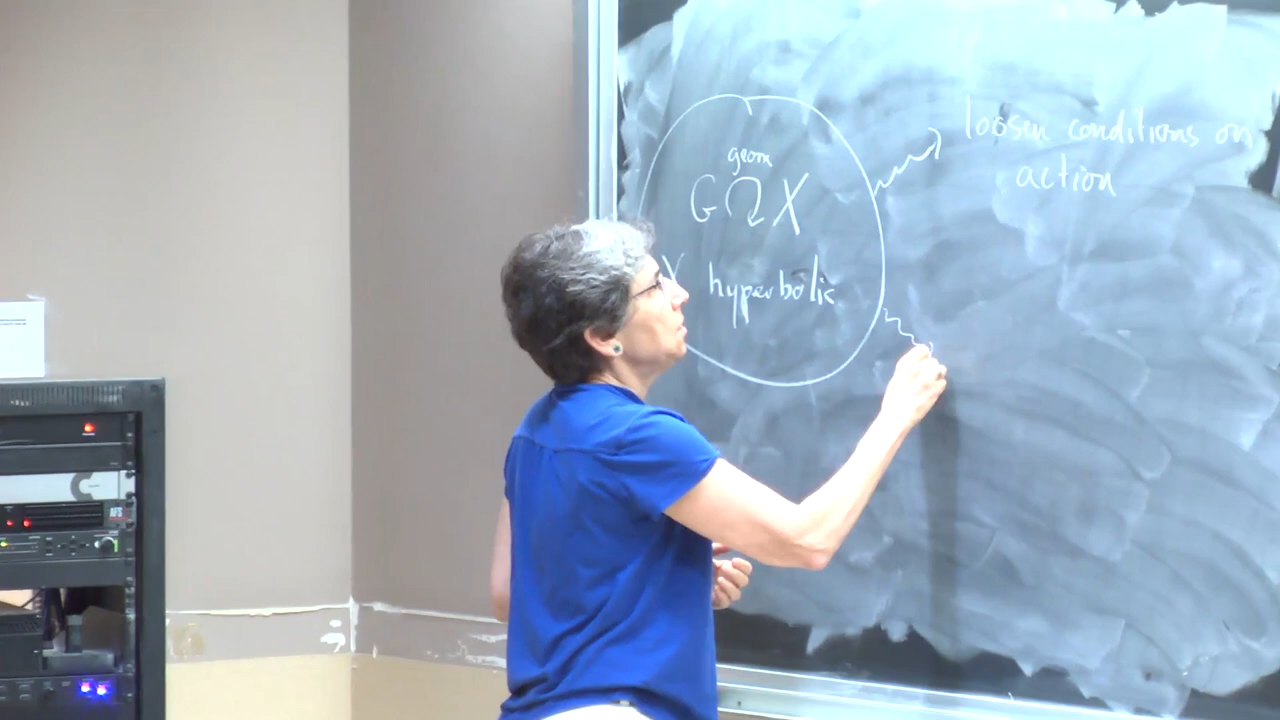 geom
G Ω X
X hyperbolic
loosen conditions on
action